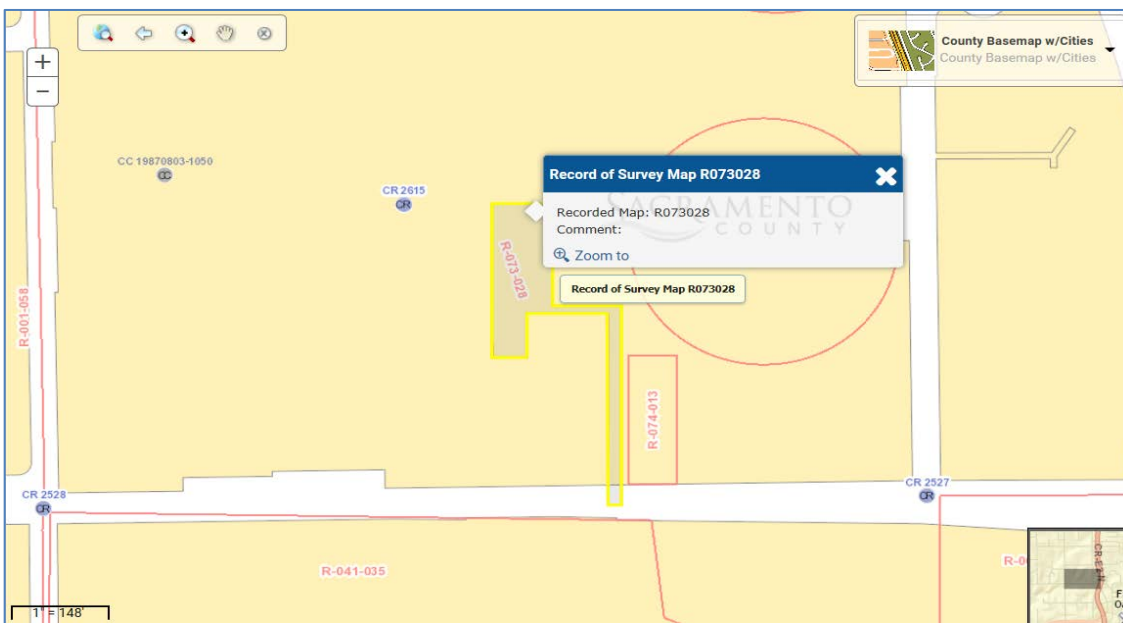 County Basemap w/Cities
County Basemap w/Cities
+
−
CC 19870803-1050
CC
CR 2615
CR
Record of Survey Map R073028
SACRAMENTO
COUNTY
Recorded Map: R073028
Comment:
Zoom to
Record of Survey Map R073028
R-073-028
R-001-058
R-074-013
CR 2528
CR
CR 2527
CR
R-041-035
1" = 148'